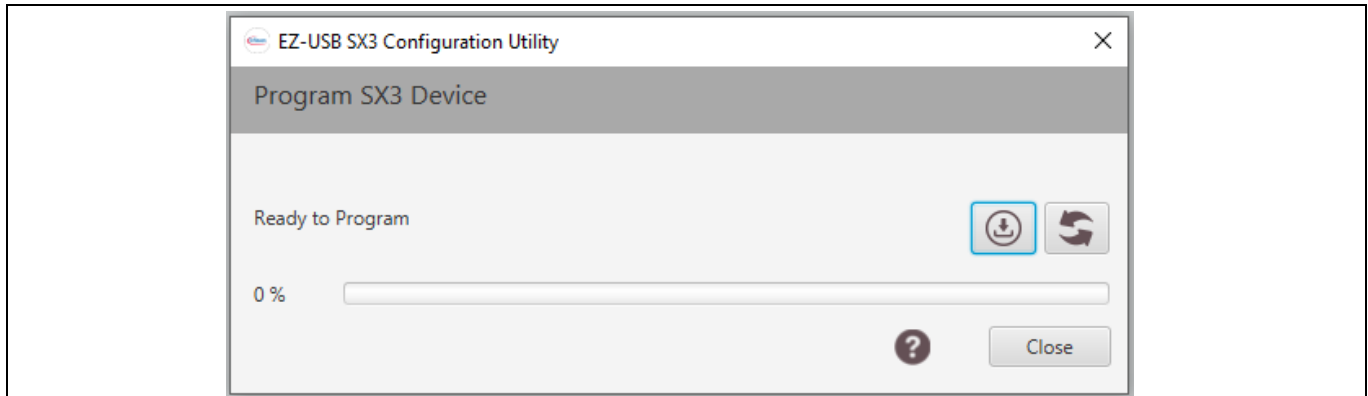 EZ-USB SX3 Configuration Utility
Program SX3 Device
Ready to Program
0 %
?
Close